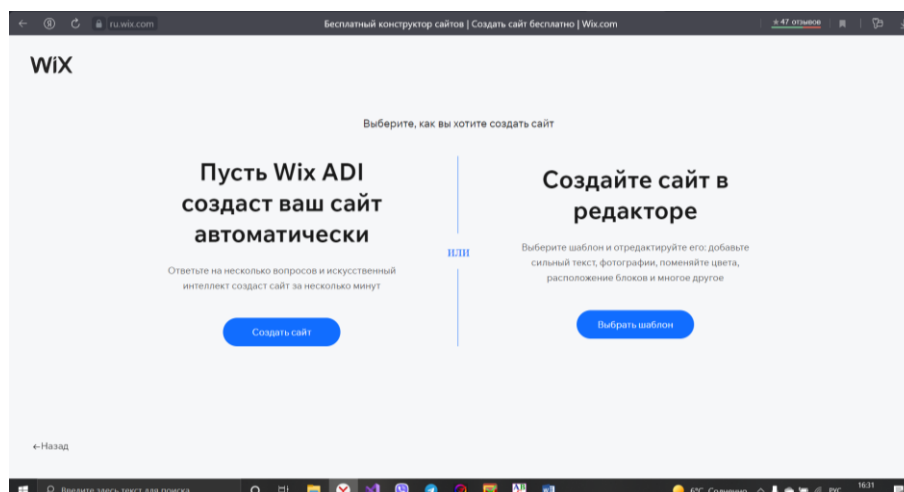 ru.wix.com
Бесплатный конструктор сайтов | Создать сайт бесплатно | Wix.com
★ 47 отзывов
WiX
Выберите, как вы хотите создать сайт
Пусть Wix ADI
создаст ваш сайт
автоматически
Ответьте на несколько вопросов и искусственный
интеллект создаст сайт за несколько минут
Создать сайт
или
Создайте сайт в
редакторе
Выберите шаблон и отредактируйте его: добавьте
сильный текст, фотографии, поменяйте цвета,
расположение блоков и многое другое
Выбрать шаблон
←Назад
Введите здесь текст для поиска
6°C Солнечно
РУС
16:31